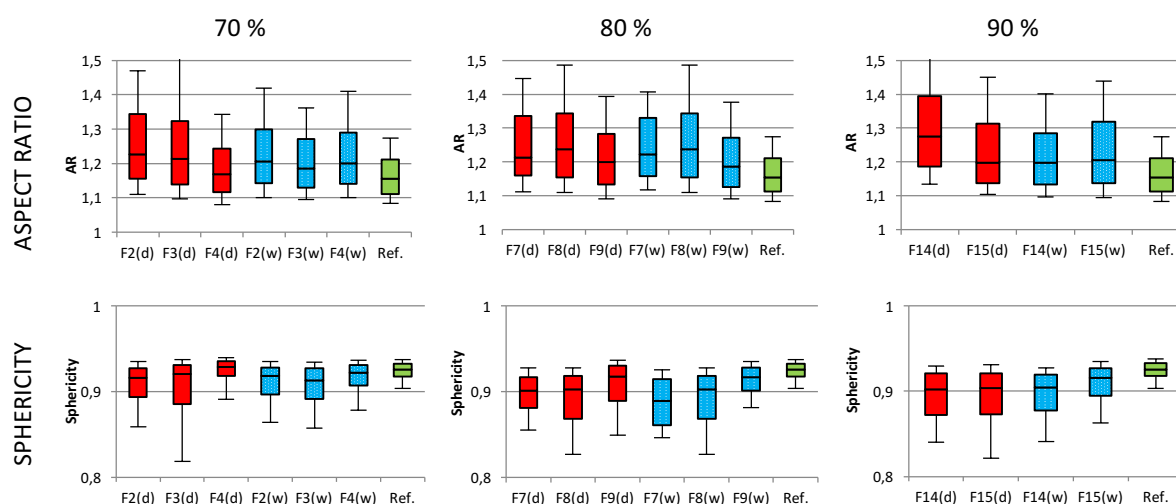 70 % 80 % 90 %
ASPECT RATIO
AR
1,5
1,4
1,3
1,2
1,1
1
F2(d) F3(d) F4(d) F2(w) F3(w) F4(w) Ref.
AR
1,5
1,4
1,3
1,2
1,1
1
F7(d) F8(d) F9(d) F7(w) F8(w) F9(w) Ref.
AR
1,5
1,4
1,3
1,2
1,1
1
F14(d) F15(d) F14(w) F15(w) Ref.
SPHERICITY
Sphericity
1
0,9
0,8
F2(d) F3(d) F4(d) F2(w) F3(w) F4(w) Ref.
Sphericity
1
0,9
0,8
F7(d) F8(d) F9(d) F7(w) F8(w) F9(w) Ref.
Sphericity
1
0,9
0,8
F14(d) F15(d) F14(w) F15(w) Ref.